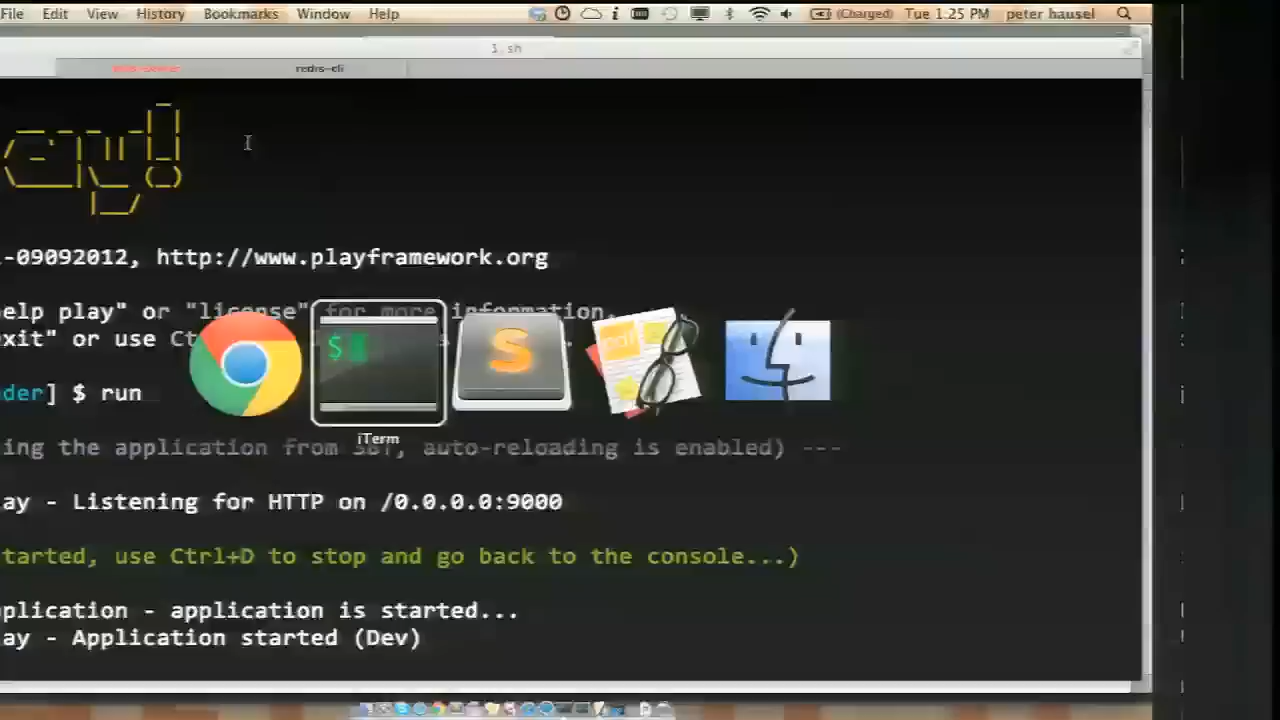 File Edit View History Bookmarks Window Help (Charged) Tue 1.25 PM peter hausel
3. sh
redis-cli
-09092012, http://www.playframework.org
elp play" or "license" for more information.
xit" or use
der] $ run
iTerm
ing the application from SBT, auto-reloading is enabled) ---
ay - Listening for HTTP on /0.0.0.0:9000
tarted, use Ctrl+D to stop and go back to the console...)
plication - application is started...
ay - Application started (Dev)